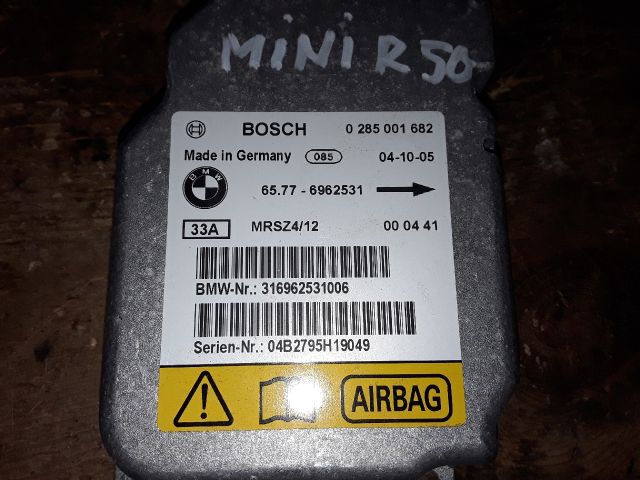 MINI R50
BOSCH 0 285 001 682
Made in Germany 085 04-10-05
BMW 65.77 - 6962531
33A MRSZ4/12 00 04 41
BMW-Nr.: 316962531006
Serien-Nr.: 04B2795H19049
AIRBAG